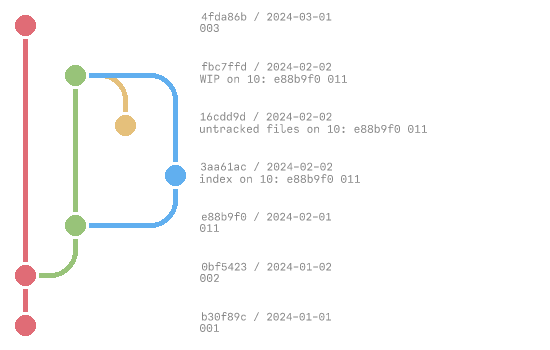 4fda86b / 2024-03-01
003
fbc7ffd / 2024-02-02
WIP on 10: e88b9f0 011
16cdd9d / 2024-02-02
untracked files on 10: e88b9f0 011
3aa61ac / 2024-02-02
index on 10: e88b9f0 011
e88b9f0 / 2024-02-01
011
0bf5423 / 2024-01-02
002
b30f89c / 2024-01-01
001